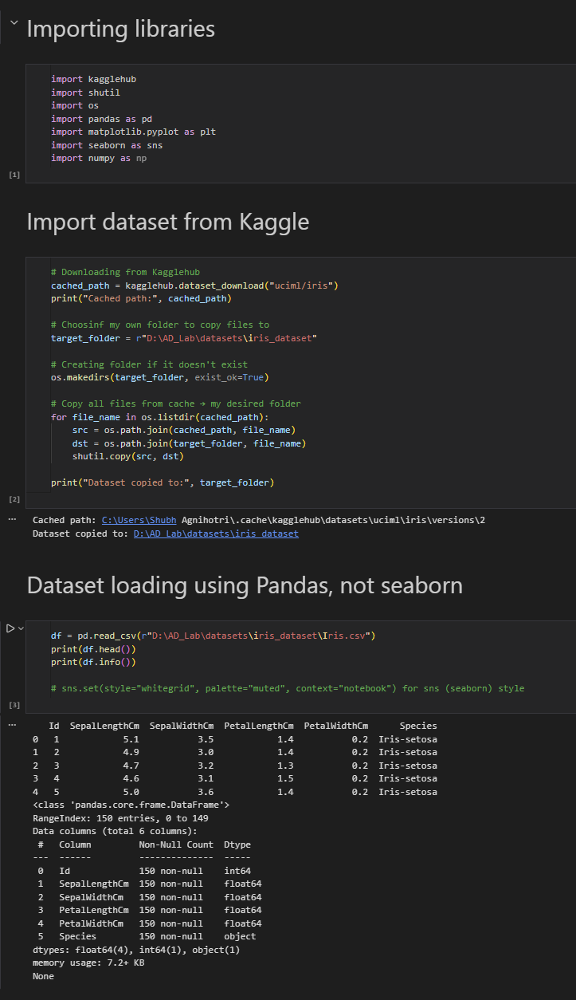 Importing libraries
import kagglehub
import shutil
import os
import pandas as pd
import matplotlib.pyplot as plt
import seaborn as sns
import numpy as np
[1]
Import dataset from Kaggle
# Downloading from Kagglehub
cached_path = kagglehub.dataset_download("uciml/iris")
print("Cached path:", cached_path)
# Choosinf my own folder to copy files to
target_folder = r"D:\AD_Lab\datasets\iris_dataset"
# Creating folder if it doesn't exist
os.makedirs(target_folder, exist_ok=True)
# Copy all files from cache → my desired folder
for file_name in os.listdir(cached_path):
    src = os.path.join(cached_path, file_name)
    dst = os.path.join(target_folder, file_name)
    shutil.copy(src, dst)
print("Dataset copied to:", target_folder)
[2]
... Cached path: C:\Users\Shubh Agnihotri\.cache\kagglehub\datasets\uciml\iris\versions\2
Dataset copied to: D:\AD_Lab\datasets\iris_dataset
Dataset loading using Pandas, not seaborn
df = pd.read_csv(r"D:\AD_Lab\datasets\iris_dataset\Iris.csv")
print(df.head())
print(df.info())
# sns.set(style="whitegrid", palette="muted", context="notebook") for sns (seaborn) style
[3]
... Id SepalLengthCm SepalWidthCm PetalLengthCm PetalWidthCm Species
0 1 5.1 3.5 1.4 0.2 Iris-setosa
1 2 4.9 3.0 1.4 0.2 Iris-setosa
2 3 4.7 3.2 1.3 0.2 Iris-setosa
3 4 4.6 3.1 1.5 0.2 Iris-setosa
4 5 5.0 3.6 1.4 0.2 Iris-setosa
<class 'pandas.core.frame.DataFrame'>
RangeIndex: 150 entries, 0 to 149
Data columns (total 6 columns):
# Column Non-Null Count Dtype
--- ------ -------------- -----
0 Id 150 non-null int64
1 SepalLengthCm 150 non-null float64
2 SepalWidthCm 150 non-null float64
3 PetalLengthCm 150 non-null float64
4 PetalWidthCm 150 non-null float64
5 Species 150 non-null object
dtypes: float64(4), int64(1), object(1)
memory usage: 7.2+ KB
None